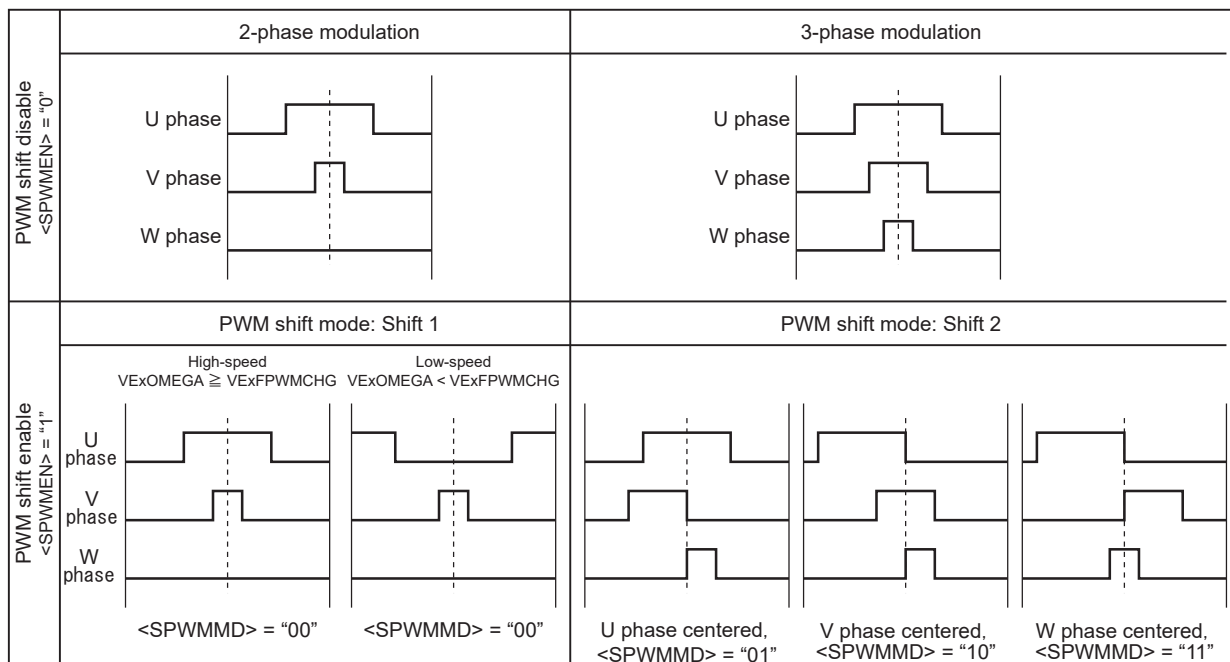 2-phase modulation
3-phase modulation
PWM shift disable
<SPWMEN> = “0”
U phase
V phase
W phase
U phase
V phase
W phase
PWM shift mode: Shift 1
PWM shift mode: Shift 2
PWM shift enable
<SPWMEN> = “1”
High-speed
VExOMEGA ≧ VExFPWMCHG
Low-speed
VExOMEGA < VExFPWMCHG
U
phase
V
phase
W
phase
<SPWMMD> = “00”
<SPWMMD> = “00”
U phase centered,
<SPWMMD> = “01”
V phase centered,
<SPWMMD> = “10”
W phase centered,
<SPWMMD> = “11”